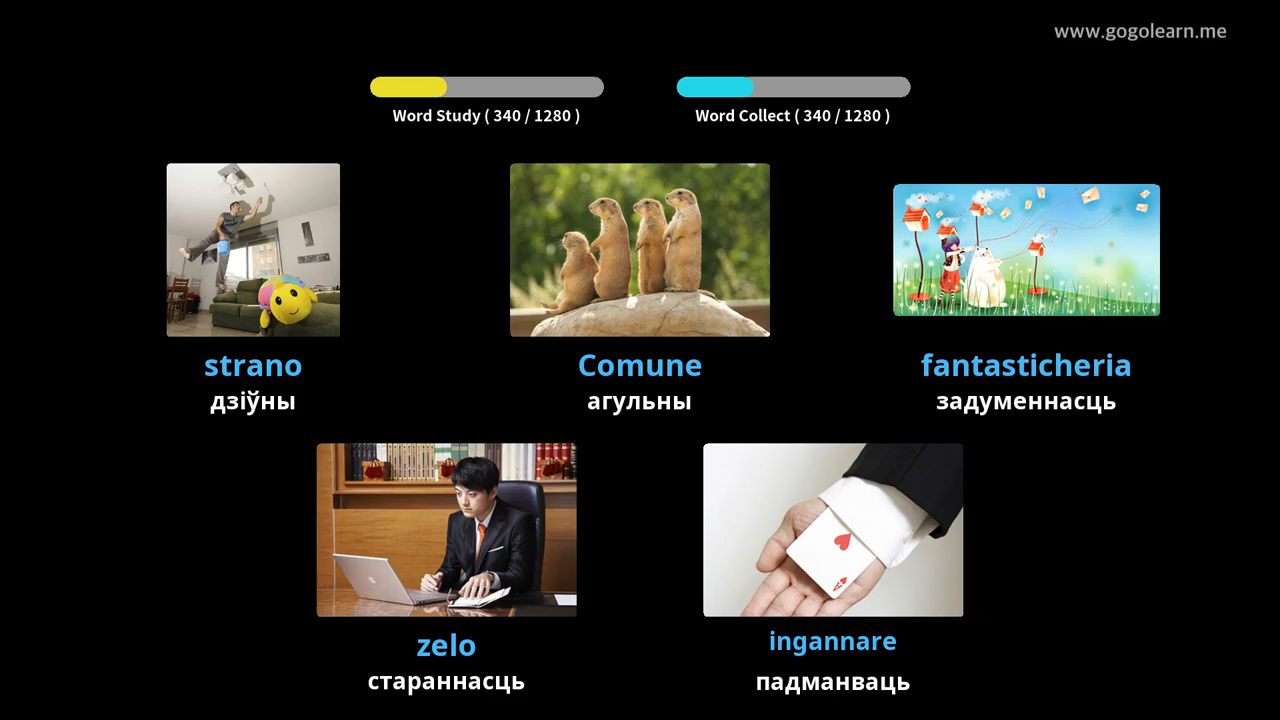 www.gogolearn.me
Word Study ( 340 / 1280 )
Word Collect ( 340 / 1280 )
strano
дзіўны
Comune
агульны
fantasticheria
задуменнасць
zelo
стараннасць
ingannare
падманваць